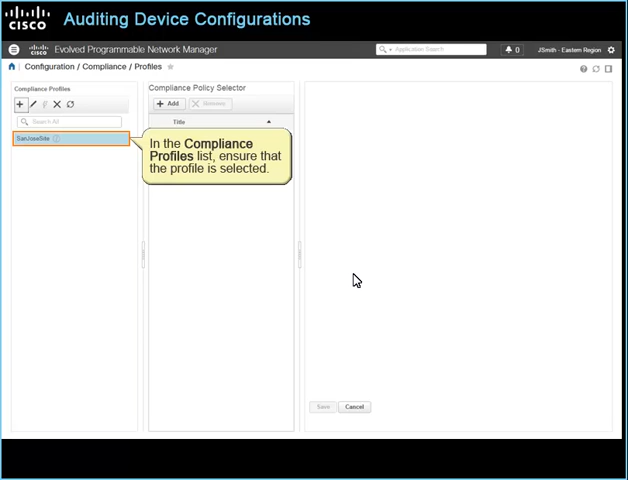 CISCO
Auditing Device Configurations
CISCO
Evolved Programmable Network Manager
Application Search
0
JSmith - Eastern Region
Configuration / Compliance / Profiles
Compliance Profiles
Search All
SanJoseSite
Compliance Policy Selector
Add
Remove
Title
In the Compliance
Profiles list, ensure that
the profile is selected.
Save
Cancel